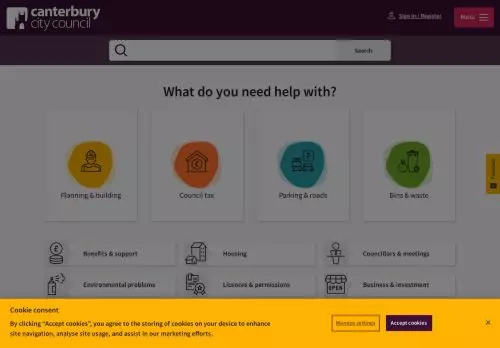 canterbury
city council
Sign in / Register
Menu
Search
What do you need help with?
Planning & building
Council tax
Parking & roads
Bins & waste
Feedback
Benefits & support
Housing
Councillors & meetings
Environmental problems
Licences & permissions
Business & investment
OPEN
Cookie consent
By clicking “Accept cookies”, you agree to the storing of cookies on your device to enhance
site navigation, analyse site usage, and assist in our marketing efforts.
Manage settings
Accept cookies